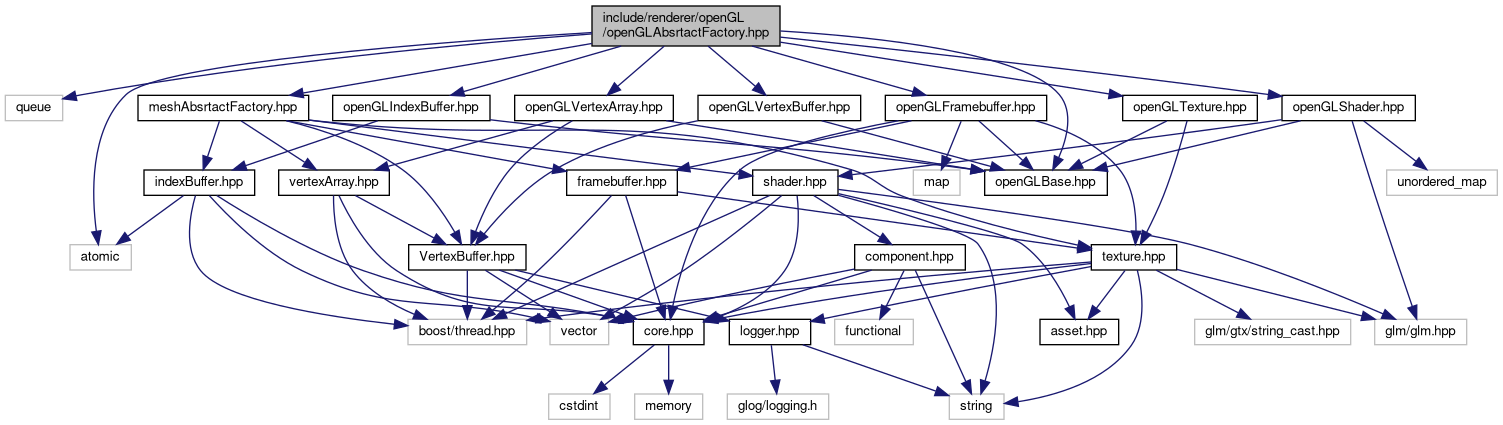 include/renderer/openGL
/openGLAbsrtactFactory.hpp
queue
meshAbsrtactFactory.hpp
openGLIndexBuffer.hpp
openGLVertexArray.hpp
openGLVertexBuffer.hpp
openGLFramebuffer.hpp
openGLTexture.hpp
openGLShader.hpp
indexBuffer.hpp
vertexArray.hpp
framebuffer.hpp
shader.hpp
map
openGLBase.hpp
unordered_map
atomic
VertexBuffer.hpp
component.hpp
texture.hpp
boost/thread.hpp
vector
core.hpp
logger.hpp
functional
asset.hpp
glm/gtx/string_cast.hpp
glm/glm.hpp
cstdint
memory
glog/logging.h
string